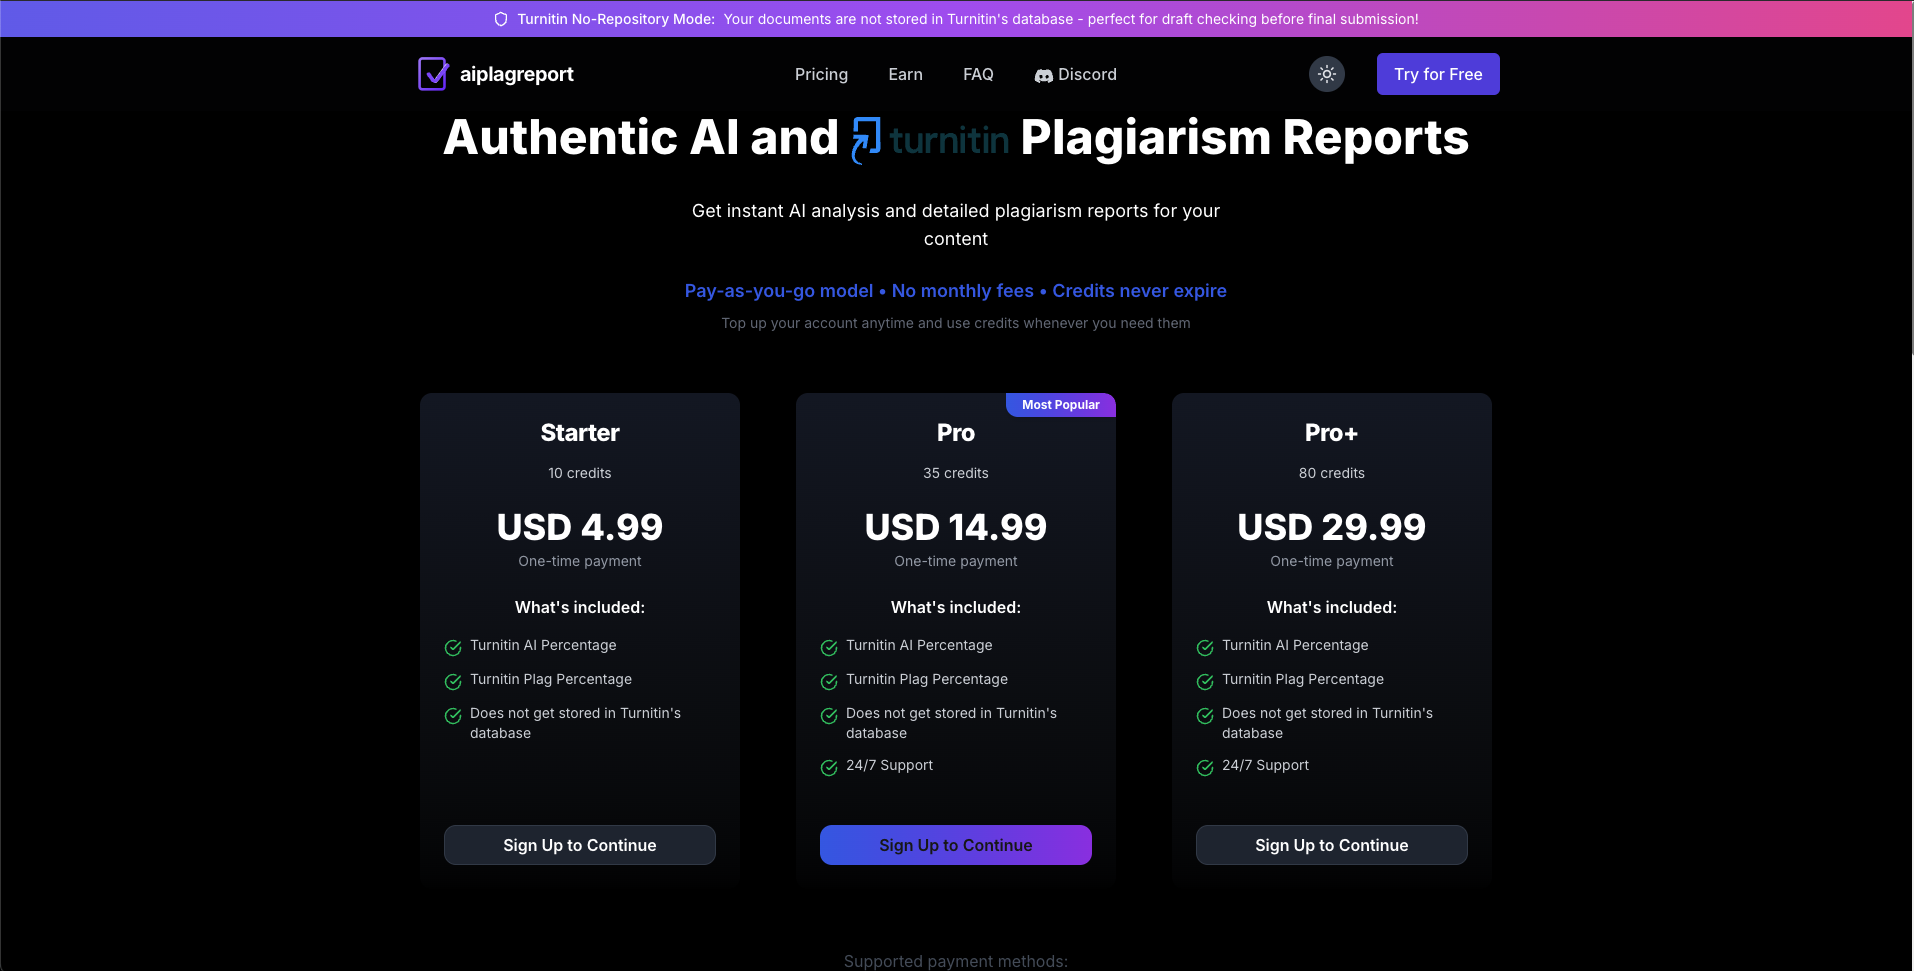 Turnitin No-Repository Mode: Your documents are not stored in Turnitin's database - perfect for draft checking before final submission!
aiplagreport
Pricing
Earn
FAQ
Discord
Try for Free
Authentic AI and turnitin Plagiarism Reports
Get instant AI analysis and detailed plagiarism reports for your
content
Pay-as-you-go model • No monthly fees • Credits never expire
Top up your account anytime and use credits whenever you need them
Starter
10 credits
USD 4.99
One-time payment
What's included:
Turnitin AI Percentage
Turnitin Plag Percentage
Does not get stored in Turnitin's
database
Sign Up to Continue
Most Popular
Pro
35 credits
USD 14.99
One-time payment
What's included:
Turnitin AI Percentage
Turnitin Plag Percentage
Does not get stored in Turnitin's
database
24/7 Support
Sign Up to Continue
Pro+
80 credits
USD 29.99
One-time payment
What's included:
Turnitin AI Percentage
Turnitin Plag Percentage
Does not get stored in Turnitin's
database
24/7 Support
Sign Up to Continue
Supported payment methods: